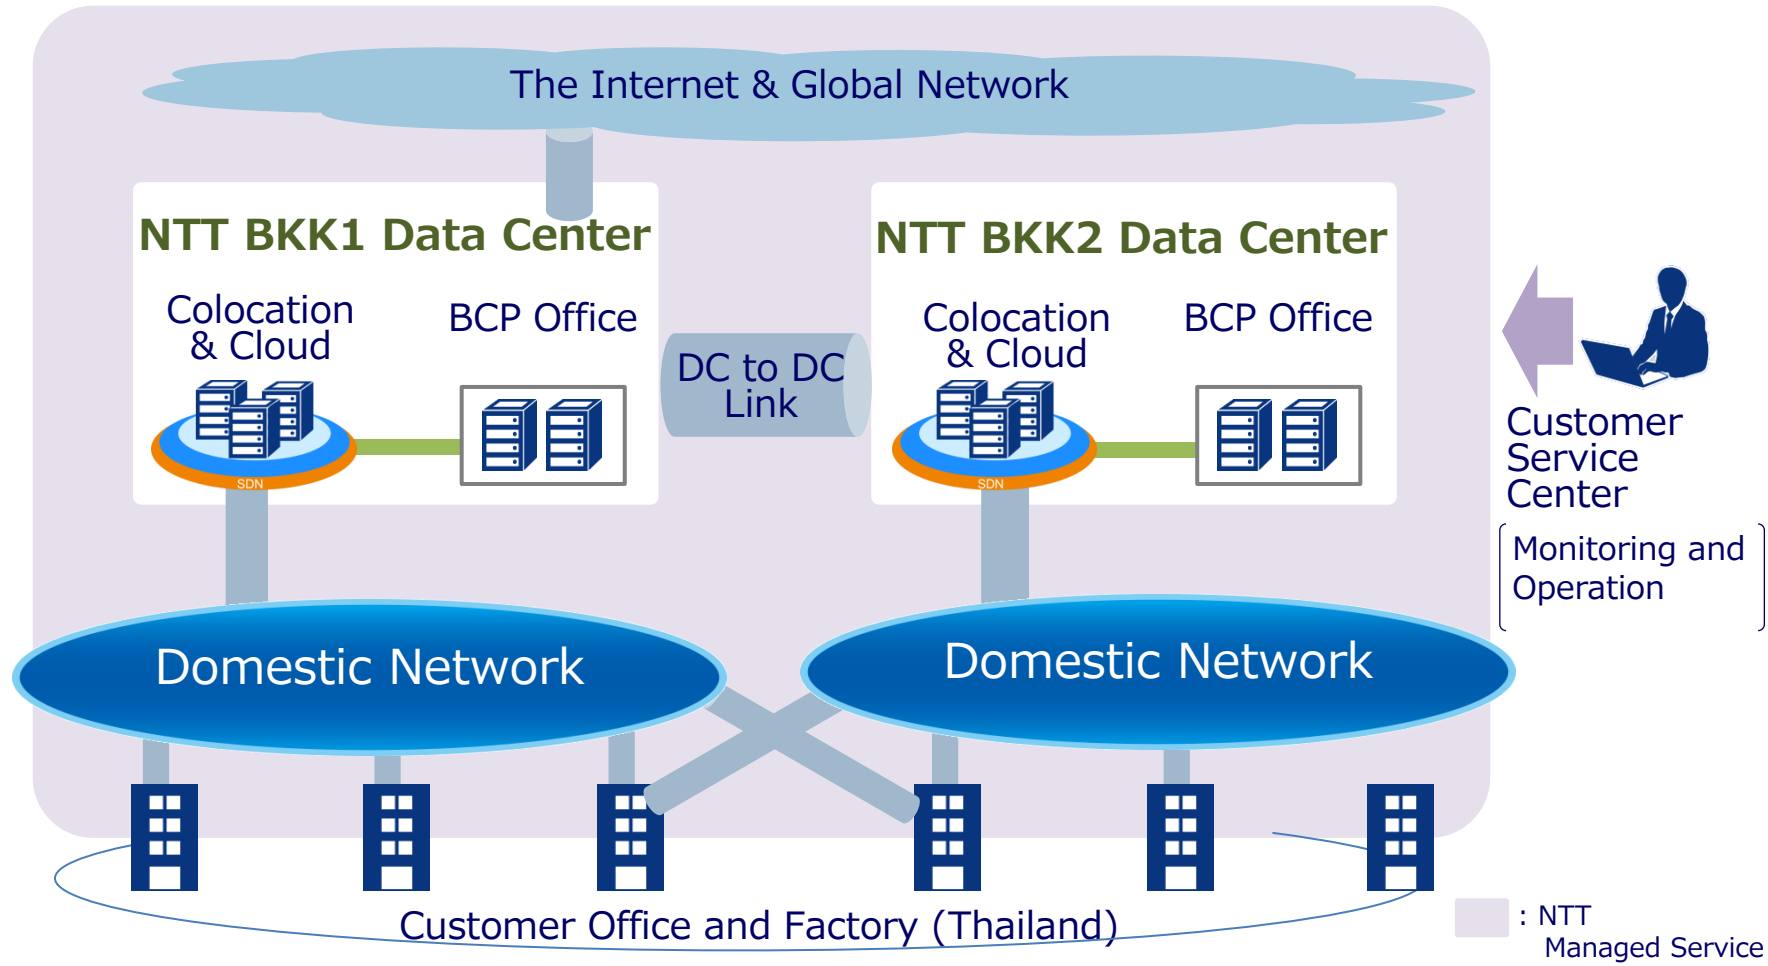 The Internet & Global Network
NTT BKK1 Data Center
Colocation
& Cloud
BCP Office
SDN
DC to DC
Link
NTT BKK2 Data Center
Colocation
& Cloud
BCP Office
SDN
Customer
Service
Center
Monitoring and
Operation
Domestic Network
Domestic Network
Customer Office and Factory (Thailand)
: NTT
Managed Service